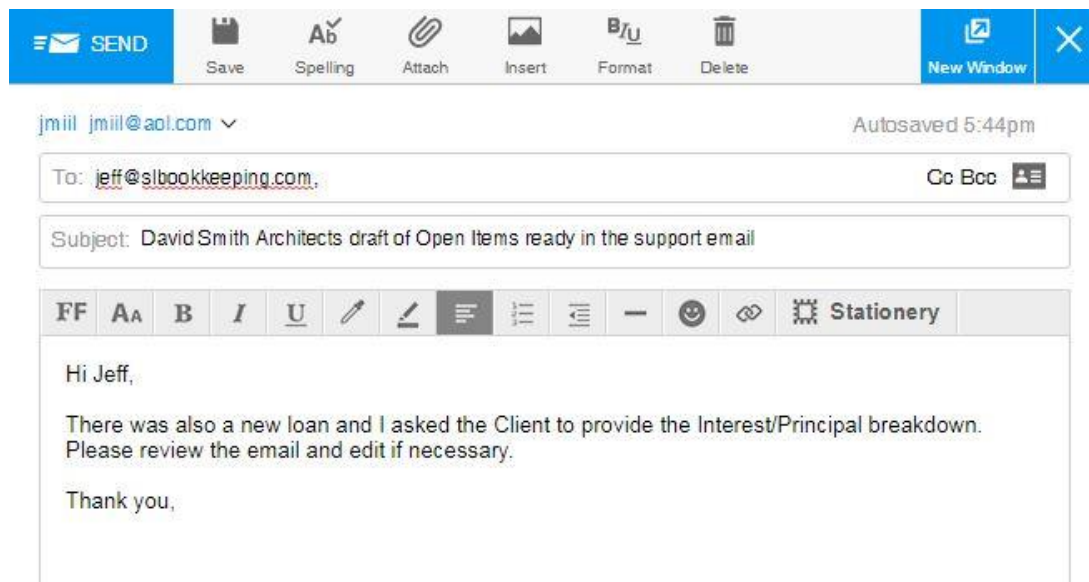 SEND
Save
Spelling
Attach
Insert
Format
Delete
New Window
jmiil jmiil@aol.com
Autosaved 5:44pm
To: jeff@slbookkeeping.com,
Cc Bcc
Subject: David Smith Architects draft of Open Items ready in the support email
FF AA B I U Stationery
Hi Jeff,
There was also a new loan and I asked the Client to provide the Interest/Principal breakdown.
Please review the email and edit if necessary.
Thank you,